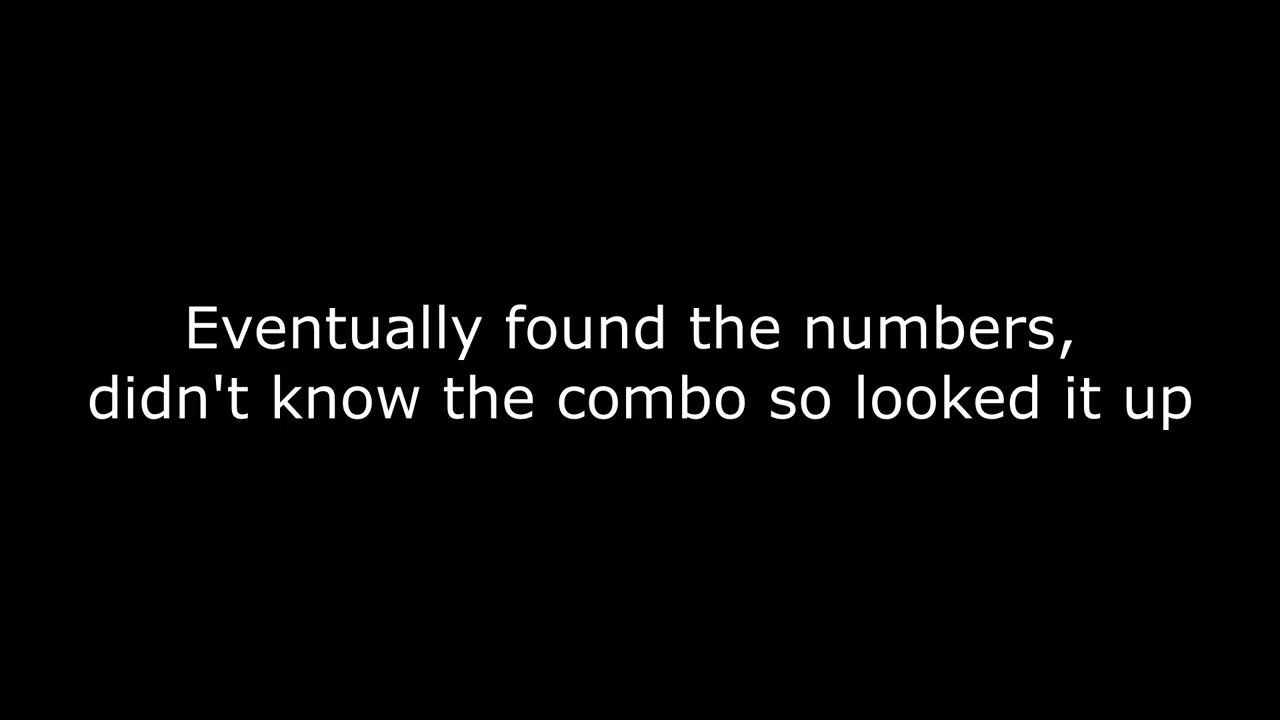 Eventually found the numbers,
didn't know the combo so looked it up